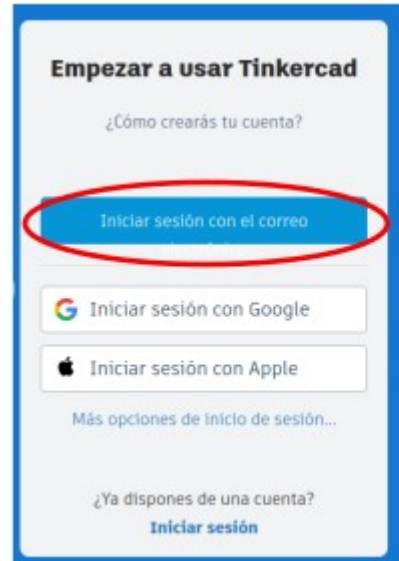 Empezar a usar Tinkercad
¿Cómo crearás tu cuenta?
Iniciar sesión con el correo
Iniciar sesión con Google
Iniciar sesión con Apple
Más opciones de inicio de sesión...
¿Ya dispones de una cuenta?
Iniciar sesión